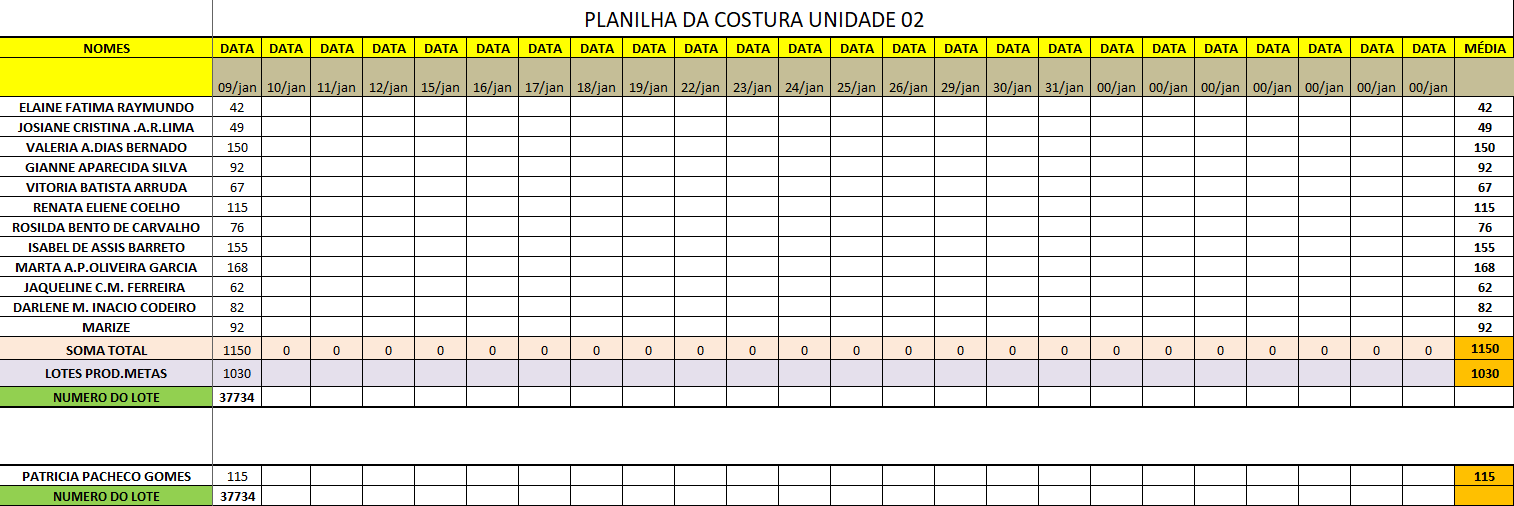 PLANILHA DA COSTURA UNIDADE 02
NOMES DATA DATA DATA DATA DATA DATA DATA DATA DATA DATA DATA DATA DATA DATA DATA DATA DATA DATA DATA DATA DATA DATA DATA DATA MÉDIA
09/jan 10/jan 11/jan 12/jan 15/jan 16/jan 17/jan 18/jan 19/jan 22/jan 23/jan 24/jan 25/jan 26/jan 29/jan 30/jan 31/jan 00/jan 00/jan 00/jan 00/jan 00/jan 00/jan 00/jan
ELAINE FATIMA RAYMUNDO 42 42
JOSIANE CRISTINA .A.R.LIMA 49 49
VALERIA A.DIAS BERNADO 150 150
GIANNE APARECIDA SILVA 92 92
VITORIA BATISTA ARRUDA 67 67
RENATA ELIENE COELHO 115 115
ROSILDA BENTO DE CARVALHO 76 76
ISABEL DE ASSIS BARRETO 155 155
MARTA A.P.OLIVEIRA GARCIA 168 168
JAQUELINE C.M. FERREIRA 62 62
DARLENE M. INACIO CODEIRO 82 82
MARIZE 92 92
SOMA TOTAL 1150 0 0 0 0 0 0 0 0 0 0 0 0 0 0 0 0 0 0 0 0 0 0 0 1150
LOTES PROD.METAS 1030 1030
NUMERO DO LOTE 37734
PATRICIA PACHECO GOMES 115 115
NUMERO DO LOTE 37734